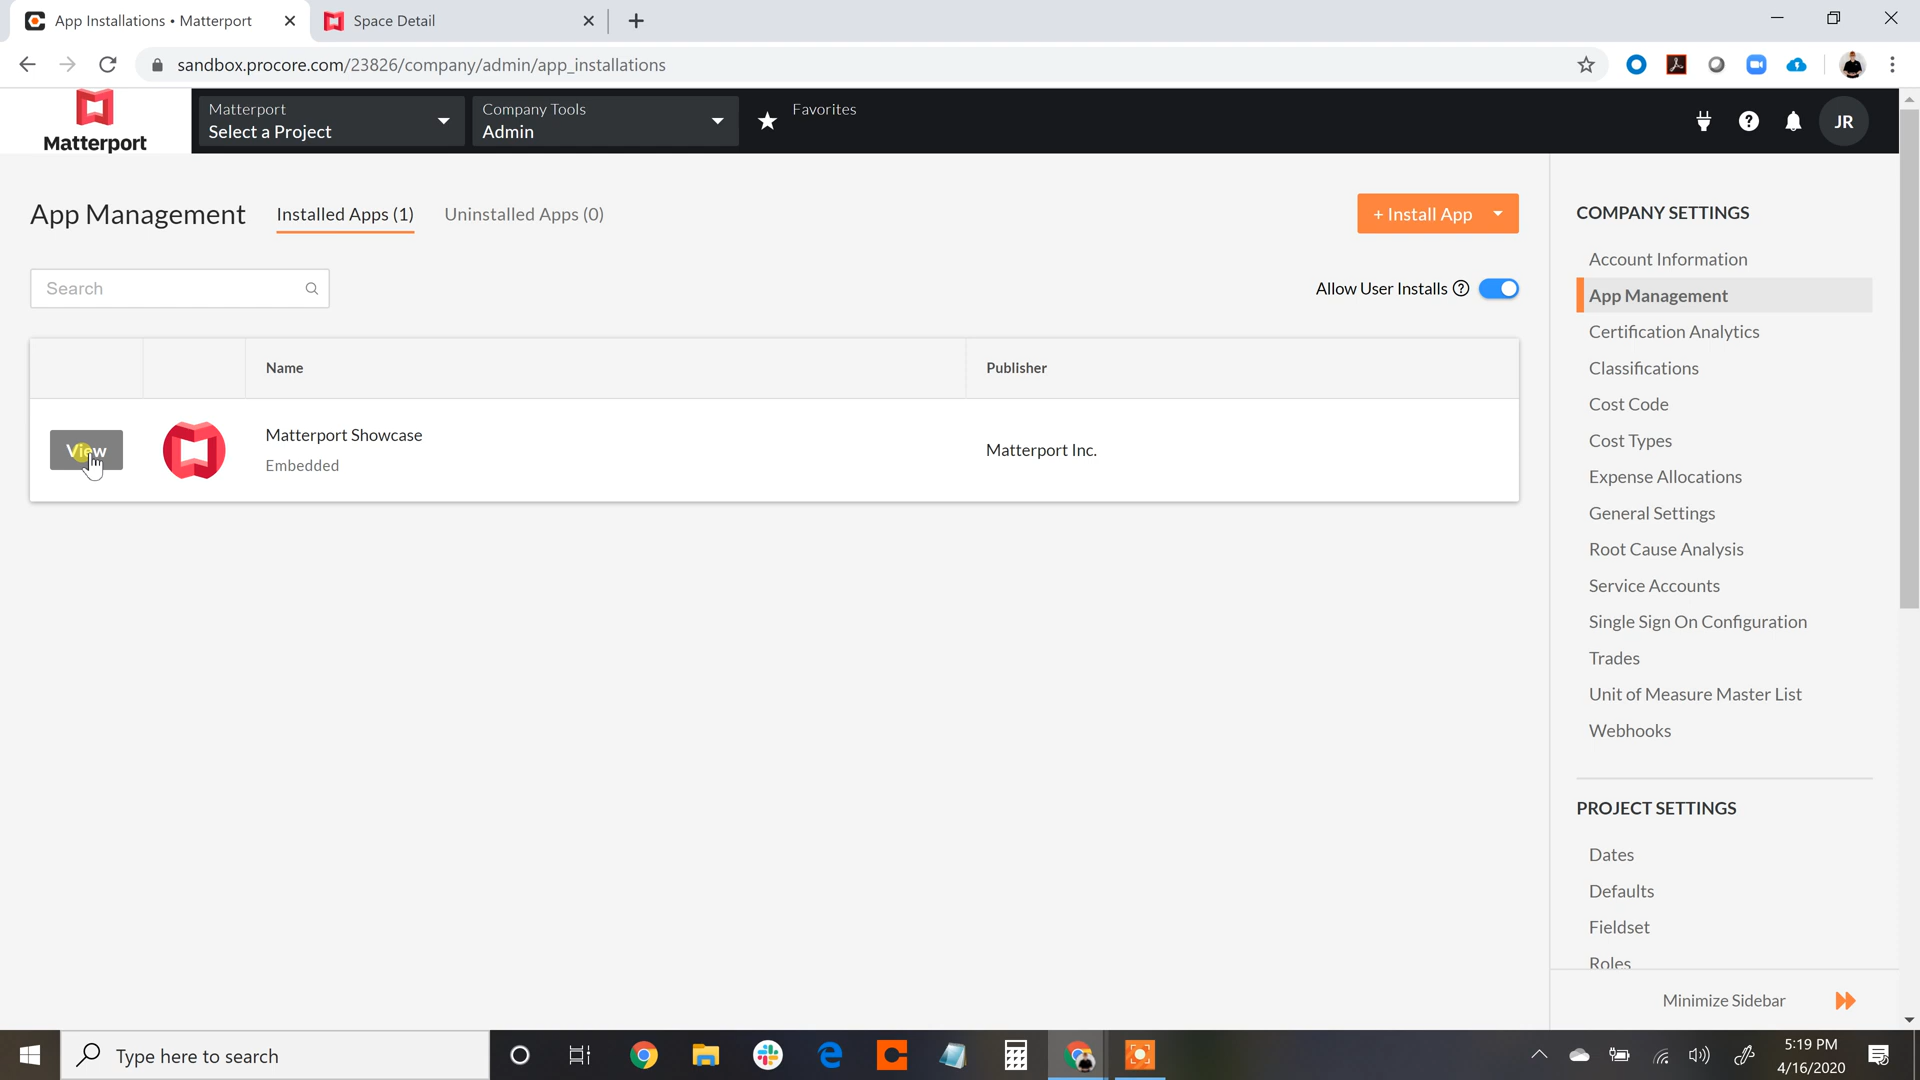 App Installations • Matterport
Space Detail
sandbox.procore.com/23826/company/admin/app_installations
Matterport
Matterport
Select a Project
Company Tools
Admin
Favorites
JR
App Management
Installed Apps (1)
Uninstalled Apps (0)
+ Install App
Search
Allow User Installs
Name
Publisher
View
Matterport Showcase
Embedded
Matterport Inc.
COMPANY SETTINGS
Account Information
App Management
Certification Analytics
Classifications
Cost Code
Cost Types
Expense Allocations
General Settings
Root Cause Analysis
Service Accounts
Single Sign On Configuration
Trades
Unit of Measure Master List
Webhooks
PROJECT SETTINGS
Dates
Defaults
Fieldset
Roles
Minimize Sidebar
Type here to search
5:19 PM
4/16/2020